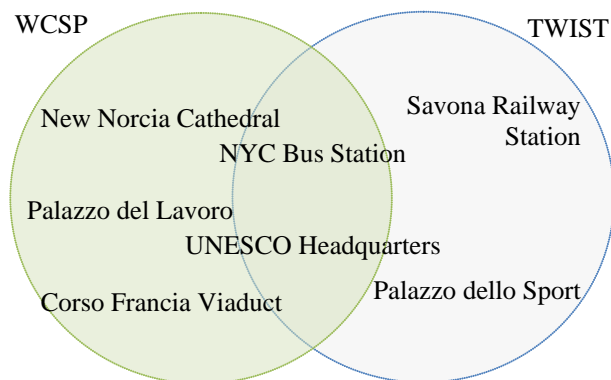 WCSP
TWIST
New Norcia Cathedral
Savona Railway
Station
NYC Bus Station
Palazzo del Lavoro
UNESCO Headquarters
Palazzo dello Sport
Corso Francia Viaduct